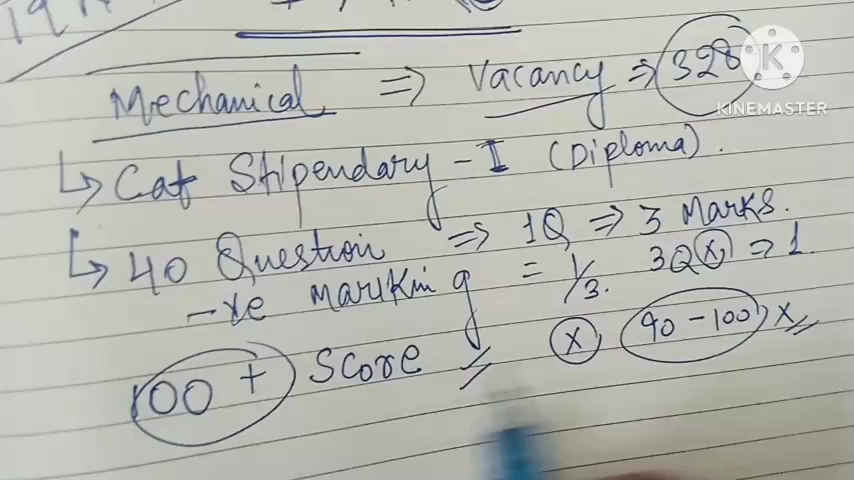 Mechanical => Vacancy => 328
KINEMASTER
↳ Cat Stipendary - I (Diploma).
↳ 40 Question => 1Q => 3 Marks.
-ve marking = 1/3. 3Q(x) => 1.
100+ Score (x) 90-100 x